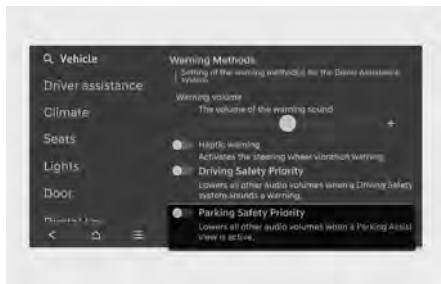 Vehicle
Driver assistance
Climate
Seats
Lights
Door
Warning Methods
Setting of the warning method(s) for the Driver Assistance
system.
Warning volume
The volume of the warning sound
+
Haptic warning
Activates the steering wheel vibration warning
Driving Safety Priority
Lowers all other audio volumes when a Driving Safety
system sounds a warning.
Parking Safety Priority
Lowers all other audio volumes when a Parking Assist
view is active.